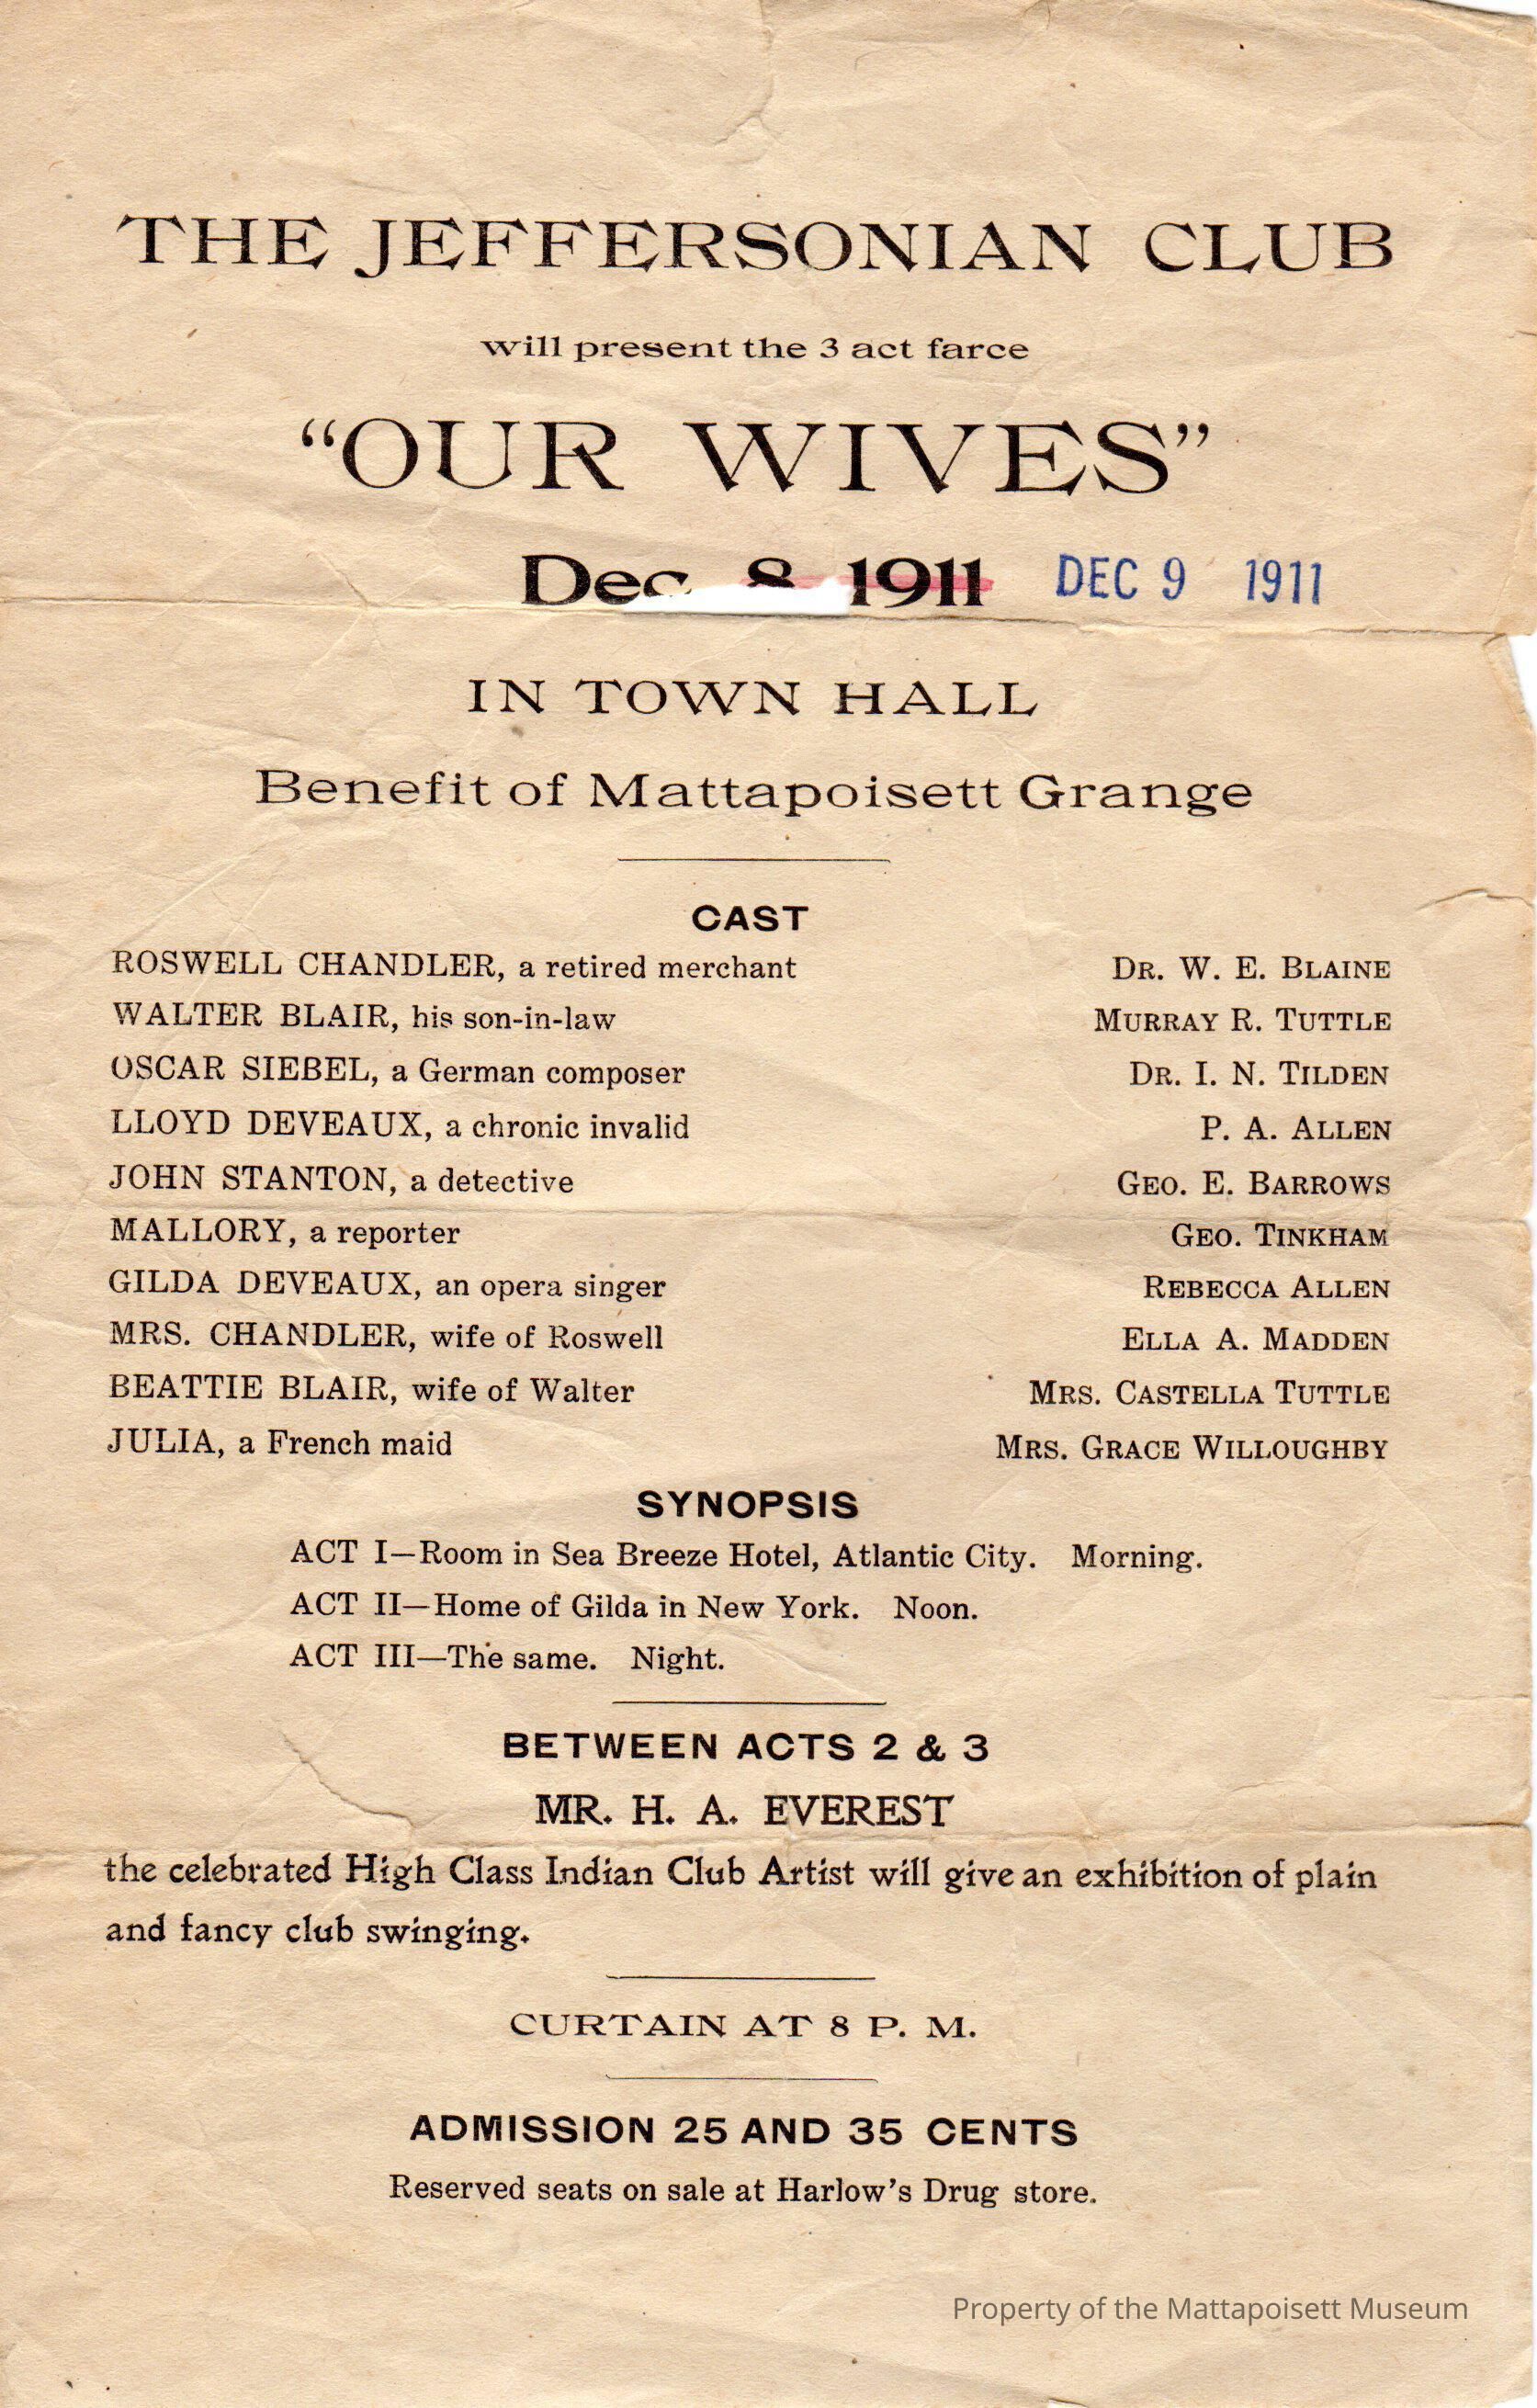 THE JEFFERSONIAN CLUB
will present the 3 act farce
“OUR WIVES”
Dec 8 1911 DEC 9 1911
IN TOWN HALL
Benefit of Mattapoisett Grange
CAST
ROSWELL CHANDLER, a retired merchant DR. W. E. BLAINE
WALTER BLAIR, his son-in-law MURRAY R. TUTTLE
OSCAR SIEBEL, a German composer DR. I. N. TILDEN
LLOYD DEVEAUX, a chronic invalid P. A. ALLEN
JOHN STANTON, a detective GEO. E. BARROWS
MALLORY, a reporter GEO. TINKHAM
GILDA DEVEAUX, an opera singer REBECCA ALLEN
MRS. CHANDLER, wife of Roswell ELLA A. MADDEN
BEATTIE BLAIR, wife of Walter MRS. CASTELLA TUTTLE
JULIA, a French maid MRS. GRACE WILLOUGHBY
SYNOPSIS
ACT I—Room in Sea Breeze Hotel, Atlantic City. Morning.
ACT II—Home of Gilda in New York. Noon.
ACT III—The same. Night.
BETWEEN ACTS 2 & 3
MR. H. A. EVEREST
the celebrated High Class Indian Club Artist will give an exhibition of plain
and fancy club swinging.
CURTAIN AT 8 P. M.
ADMISSION 25 AND 35 CENTS
Reserved seats on sale at Harlow’s Drug store.
Property of the Mattapoisett Museum